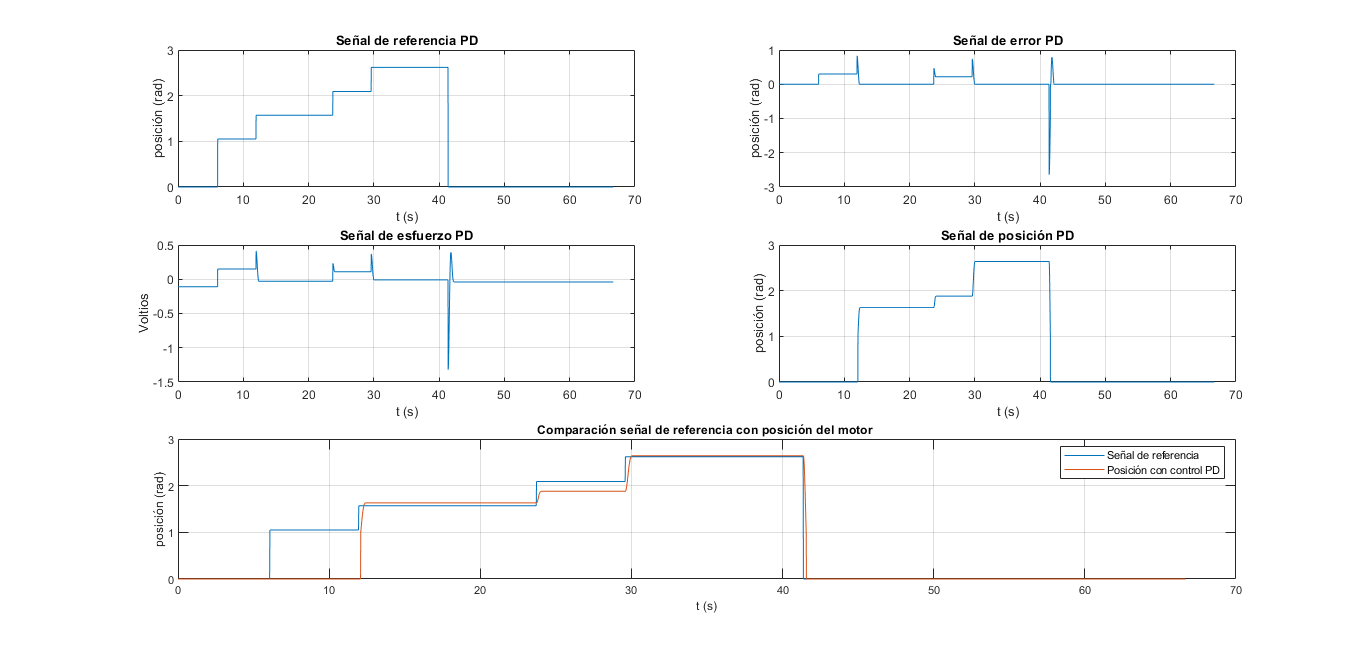 Señal de referencia PD
3
2
1
0
posición (rad)
0 10 20 30 40 50 60 70
t (s)
Señal de error PD
1
0
-1
-2
-3
posición (rad)
0 10 20 30 40 50 60 70
t (s)
Señal de esfuerzo PD
0.5
0
-0.5
-1
-1.5
Voltios
0 10 20 30 40 50 60 70
t (s)
Señal de posición PD
3
2
1
0
posición (rad)
0 10 20 30 40 50 60 70
t (s)
Comparación señal de referencia con posición del motor
3
2
1
0
posición (rad)
Señal de referencia
Posición con control PD
0 10 20 30 40 50 60 70
t (s)